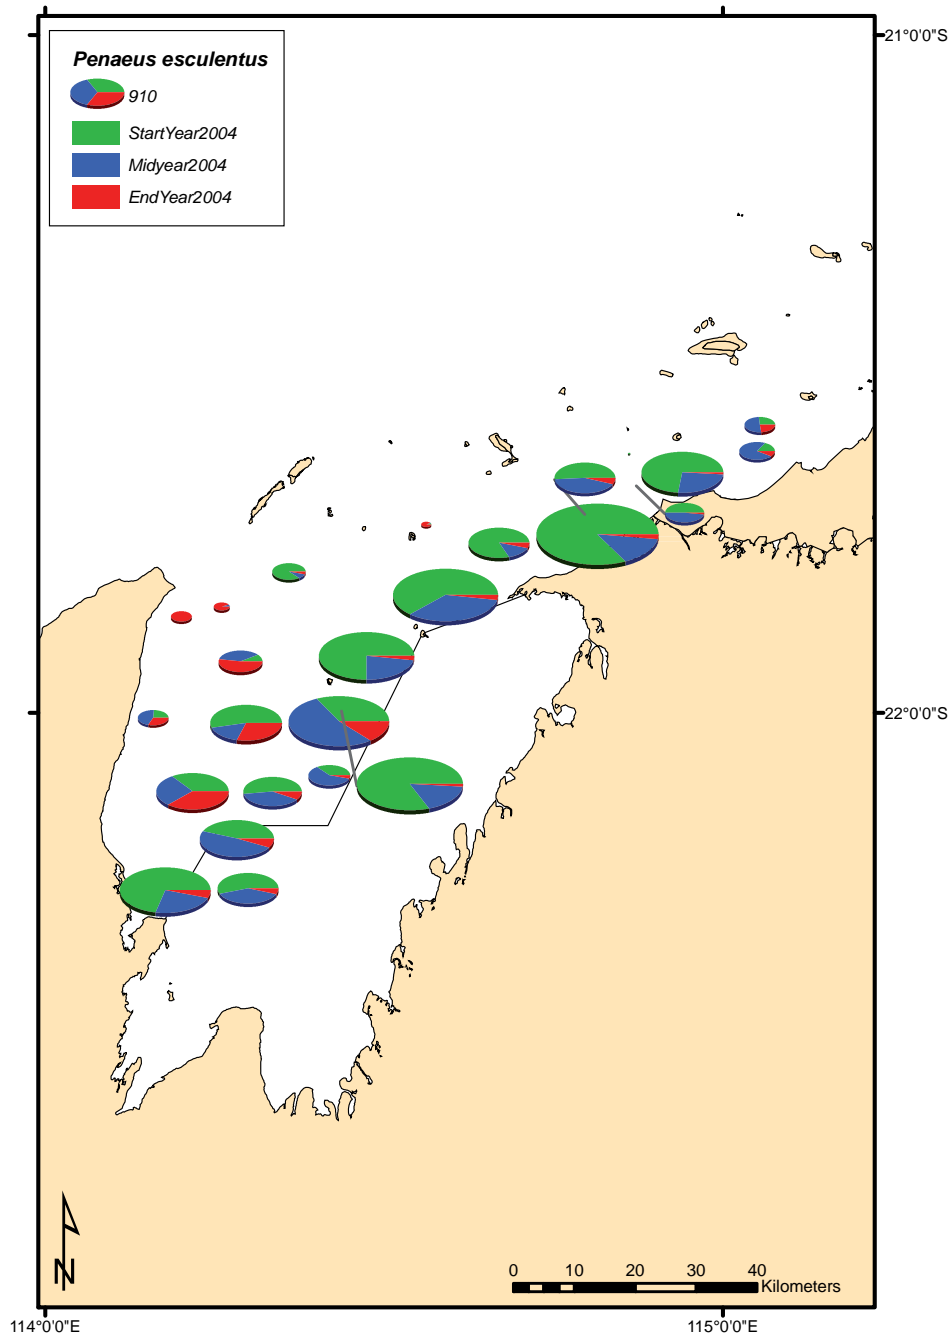 Penaeus esculentus
910
StartYear2004
Midyear2004
EndYear2004
21°0'0"S
22°0'0"S
N
0 10 20 30 40
Kilometers
114°0'0"E
115°0'0"E